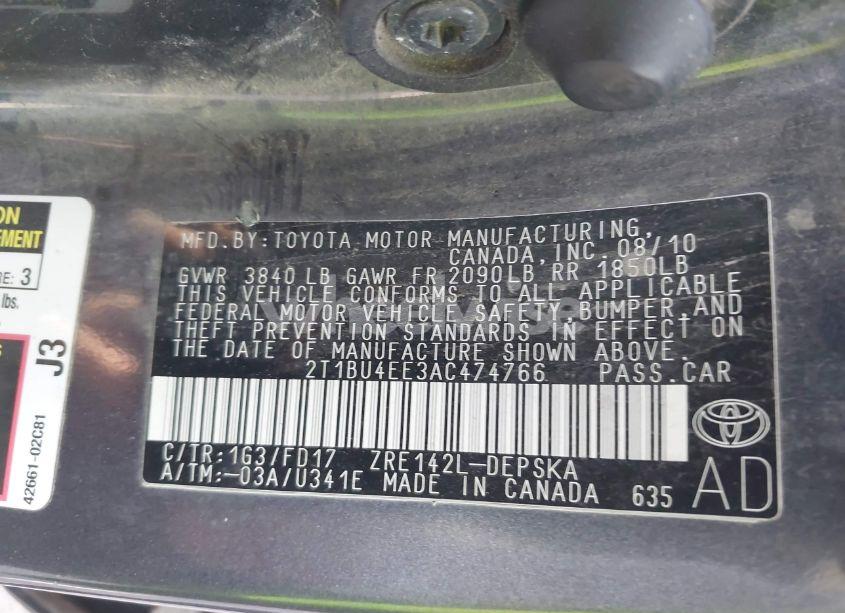 ON
EMENT
RE: 3
lbs.
S
J3
42661-02C81
MFD.BY:TOYOTA MOTOR MANUFACTURING,
CANADA,INC. 08/10
GVWR 3840 LB GAWR FR 2090LB RR 1850LB
THIS VEHICLE CONFORMS TO ALL APPLICABLE
FEDERAL MOTOR VEHICLE SAFETY,BUMPER,AND
THEFT PREVENTION STANDARDS IN EFFECT ON
THE DATE OF MANUFACTURE SHOWN ABOVE.
2T1BU4EE3AC474766 PASS.CAR
C/TR:1G3/FD17 ZRE142L-DEPSKA
A/TM:-03A/U341E MADE IN CANADA 635
AD